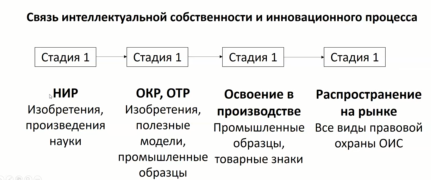 Связь интеллектуальной собственности и инновационного процесса
Стадия 1 Стадия 1 Стадия 1 Стадия 1
НИР
Изобретения,
произведения
науки
ОКР, ОТР
Изобретения,
полезные
модели,
промышленные
образцы
Освоение в
производстве
Промышленные
образцы,
товарные знаки
Распространение
на рынке
Все виды правовой
охраны ОИС